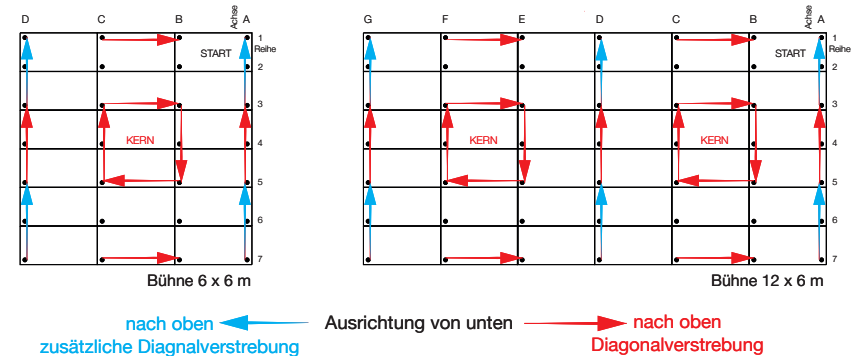 D C B Achse A
1
Reihe
START
2
3
KERN
4
5
6
7
Bühne 6 x 6 m
G F E D C B Achse A
1
Reihe
START
2
3
KERN KERN
4
5
6
7
Bühne 12 x 6 m
nach oben Ausrichtung von unten nach oben
zusätzliche Diagnalverstrebung Diagonalverstrebung